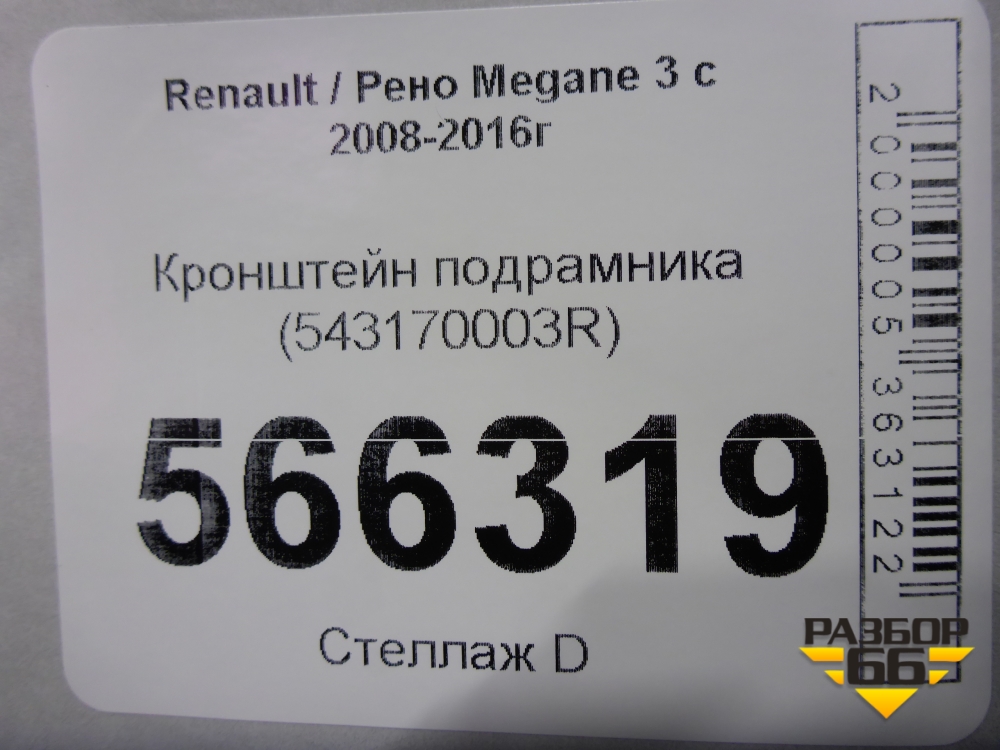 Renault / Рено Megane 3 с
2008-2016г
Кронштейн подрамника
(543170003R)
566319
Стеллаж D
2000005363122
РАЗБОР
66